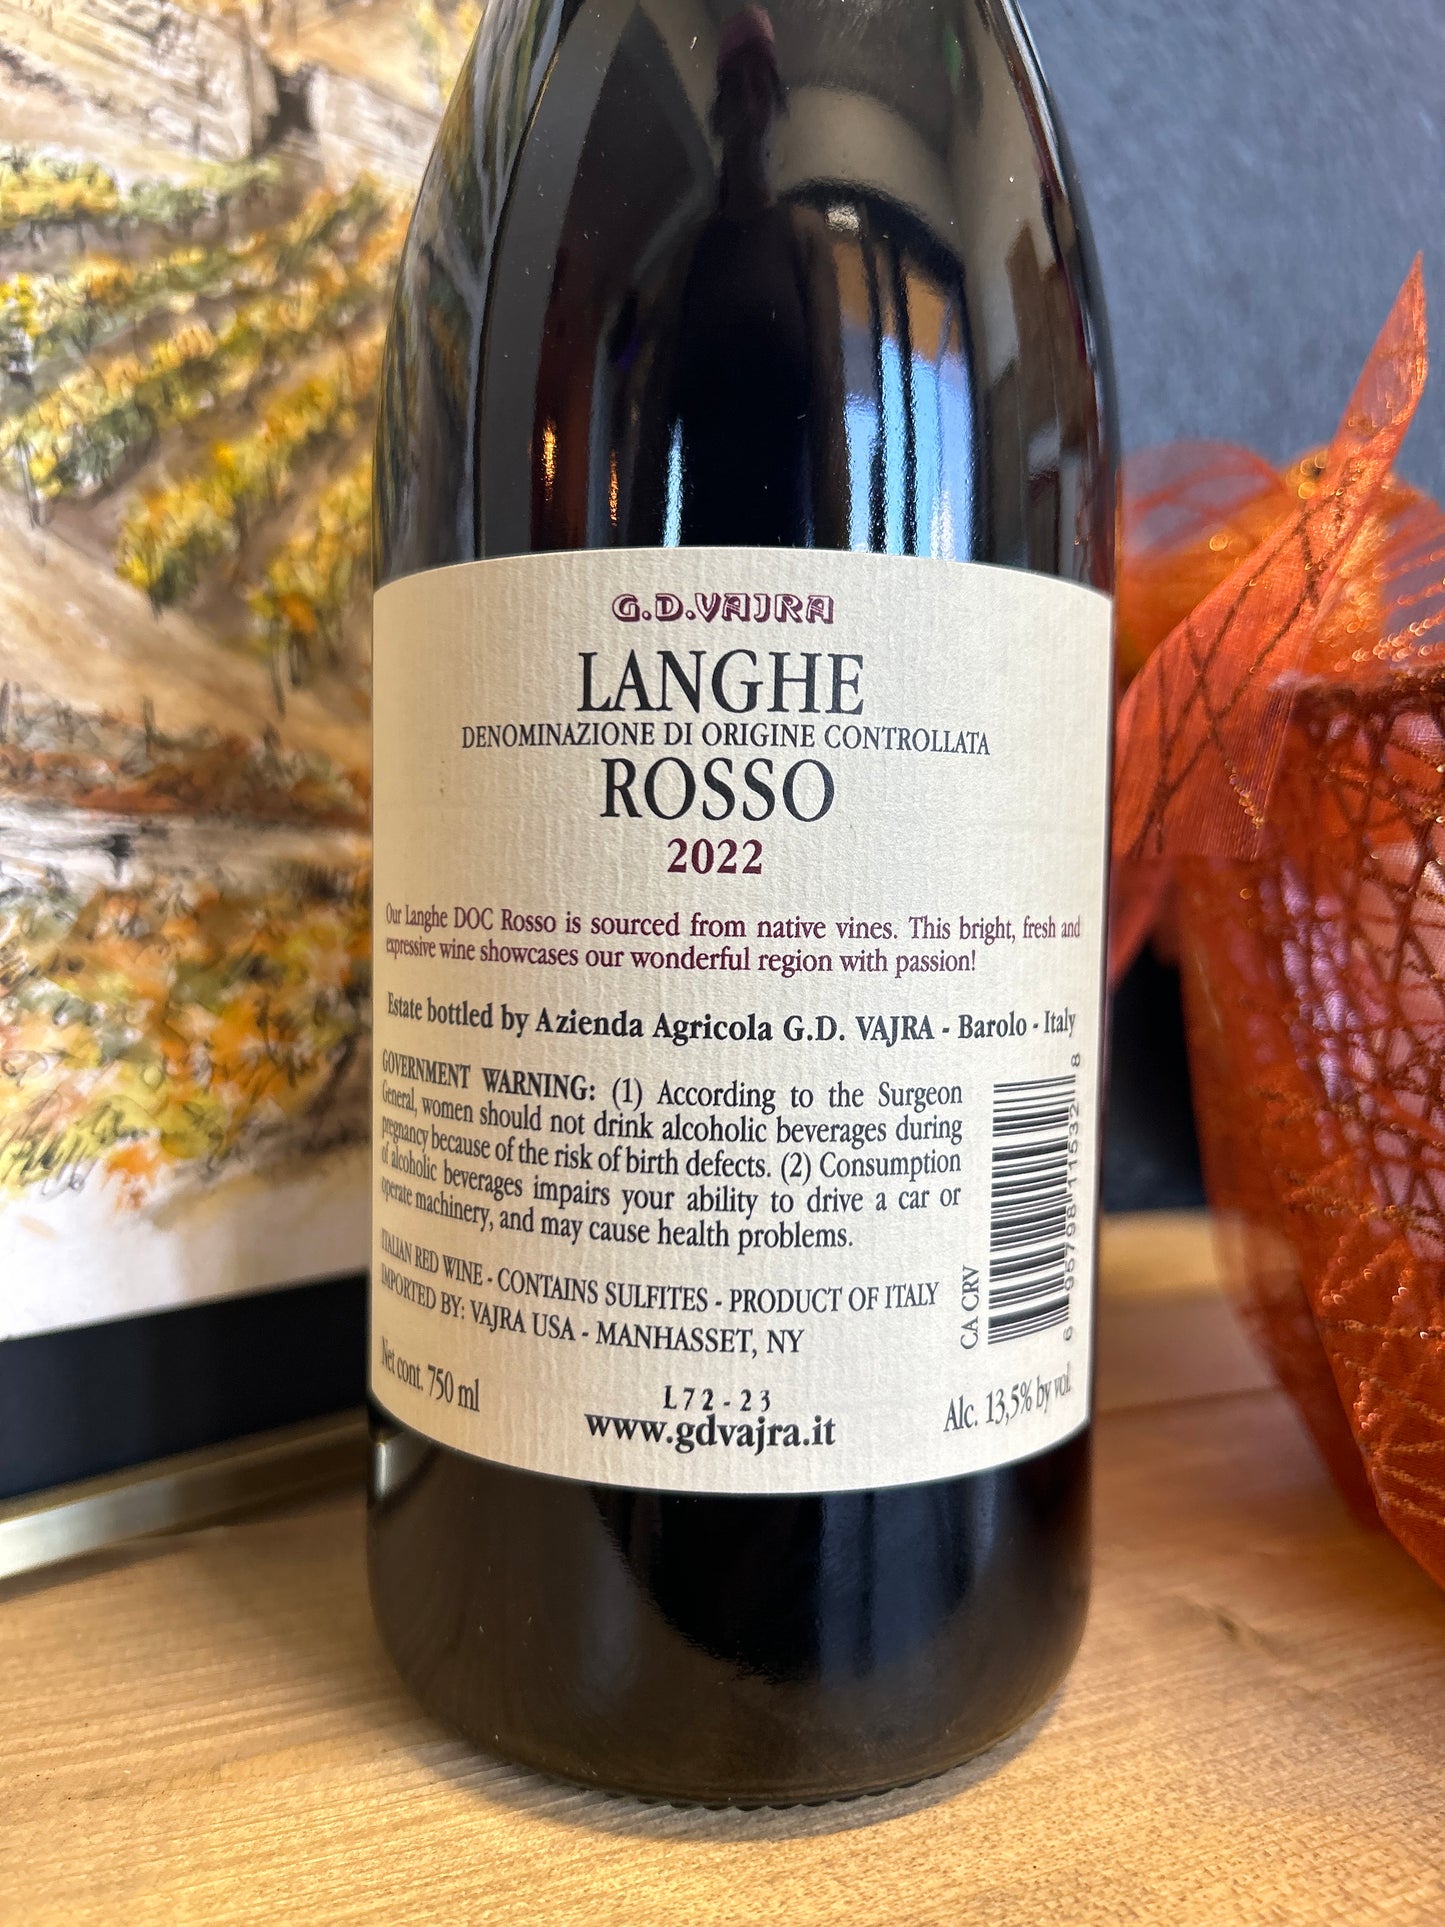 G.D.VAJRA
LANGHE
DENOMINAZIONE DI ORIGINE CONTROLLATA
ROSSO
2022
Our Langhe DOC Rosso is sourced from native vines. This bright, fresh and
expressive wine showcases our wonderful region with passion!
Estate bottled by Azienda Agricola G.D. VAJRA - Barolo - Italy
GOVERNMENT WARNING: (1) According to the Surgeon
General, women should not drink alcoholic beverages during
pregnancy because of the risk of birth defects. (2) Consumption
of alcoholic beverages impairs your ability to drive a car or
operate machinery, and may cause health problems.
ITALIAN RED WINE - CONTAINS SULFITES - PRODUCT OF ITALY
IMPORTED BY: VAJRA USA - MANHASSET, NY
CA CRV
6 95798 11532 8
Net cont. 750 ml
L72-23
www.gdvajra.it
Alc. 13,5% by vol.